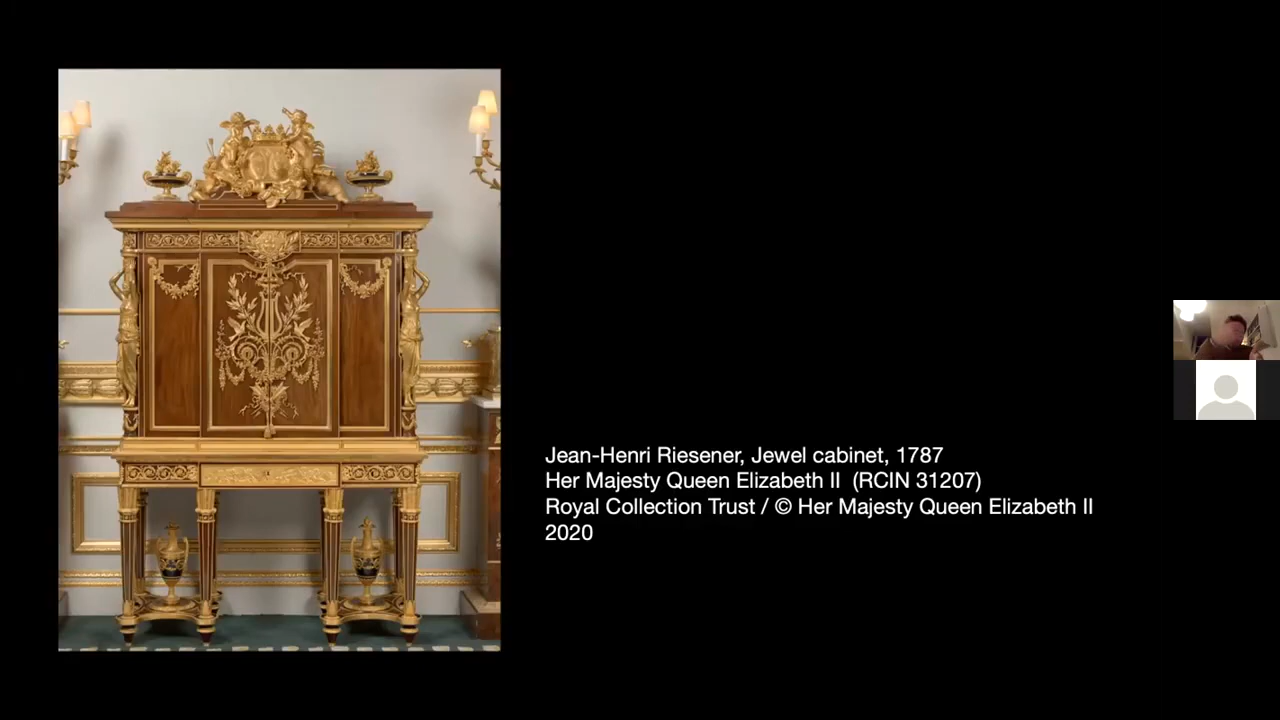 Jean-Henri Riesener, Jewel cabinet, 1787
Her Majesty Queen Elizabeth II (RCIN 31207)
Royal Collection Trust / © Her Majesty Queen Elizabeth II
2020